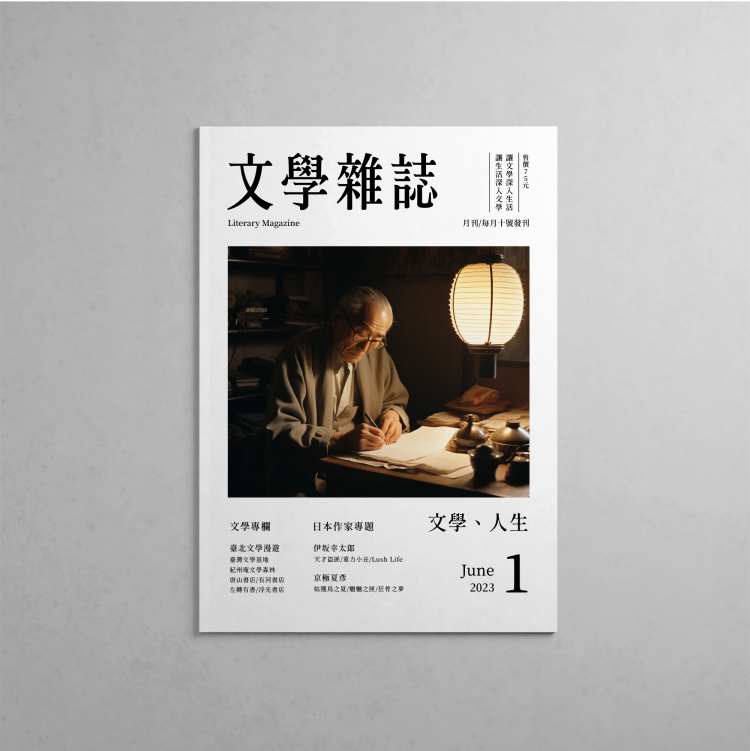 文學雜誌
Literary Magazine
售價75元
讓文學深入生活
讓生活深入文學
月刊/每月十號發刊
文學專欄
臺北文學漫遊
臺灣文學基地
紀州庵文學森林
唐山書店/有河書店
左轉有書/浮光書店
日本作家專題
伊坂幸太郎
天才盜匪/重力小丑/Lush Life
京極夏彥
姑獲鳥之夏/魍魎之匣/狂骨之夢
文學、人生
June
2023
1